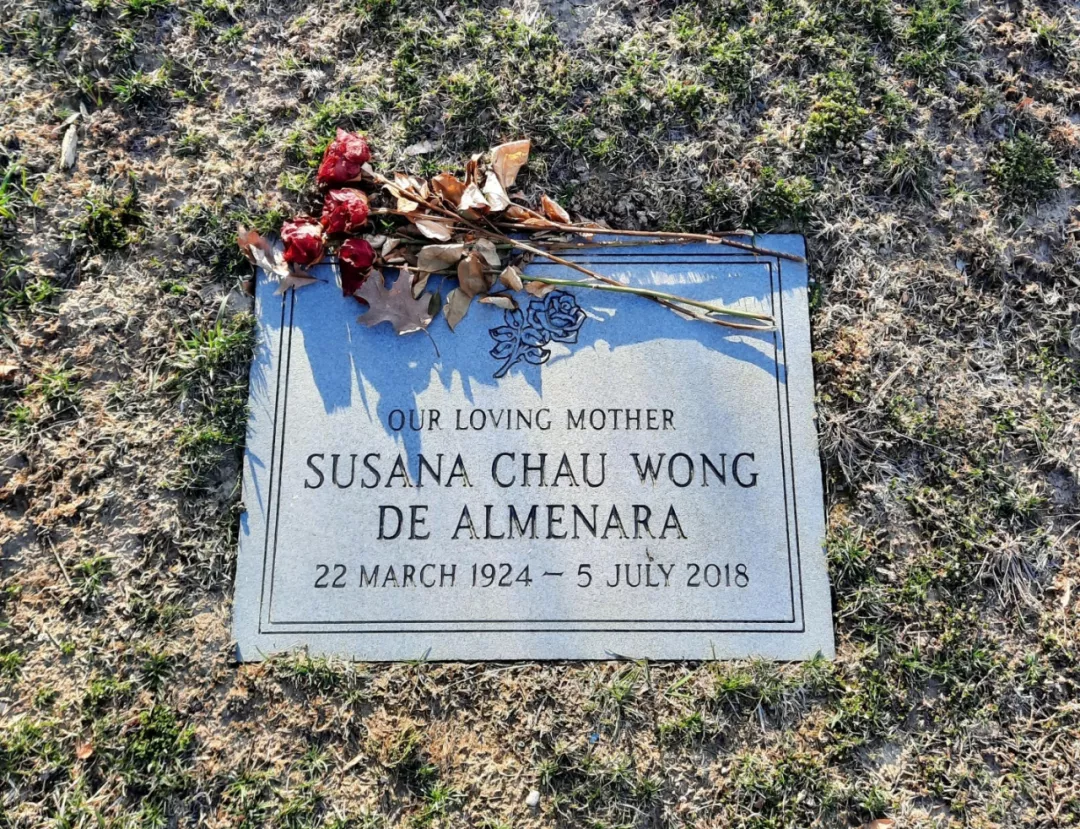 OUR LOVING MOTHER
SUSANA CHAU WONG
DE ALMENARA
22 MARCH 1924 – 5 JULY 2018